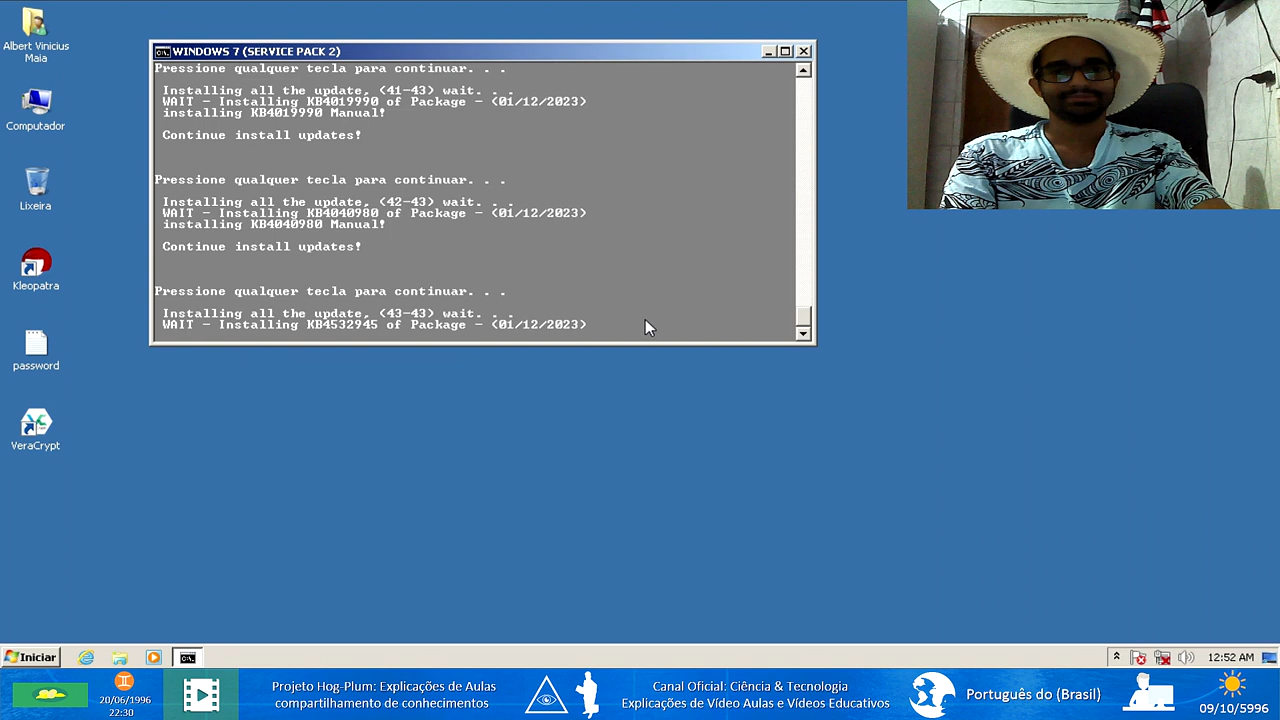 Albert Vinicius
Maia
Computador
Lixeira
Kleopatra
password
VeraCrypt
WINDOWS 7 (SERVICE PACK 2)
Pressione qualquer tecla para continuar. . .
Installing all the update, (41-43) wait. . .
WAIT - Installing KB4019990 of Package - (01/12/2023)
installing KB4019990 Manual!
Continue install updates!
Pressione qualquer tecla para continuar. . .
Installing all the update, (42-43) wait. . .
WAIT - Installing KB4040980 of Package - (01/12/2023)
installing KB4040980 Manual!
Continue install updates!
Pressione qualquer tecla para continuar. . .
Installing all the update, (43-43) wait. . .
WAIT - Installing KB4532945 of Package - (01/12/2023)
Iniciar
12:52 AM
20/06/1996
22:30
Projeto Hog-Plum: Explicações de Aulas
compartilhamento de conhecimentos
Canal Oficial: Ciência & Tecnologia
Explicações de Vídeo Aulas e Vídeos Educativos
Português do (Brasil)
09/10/5996